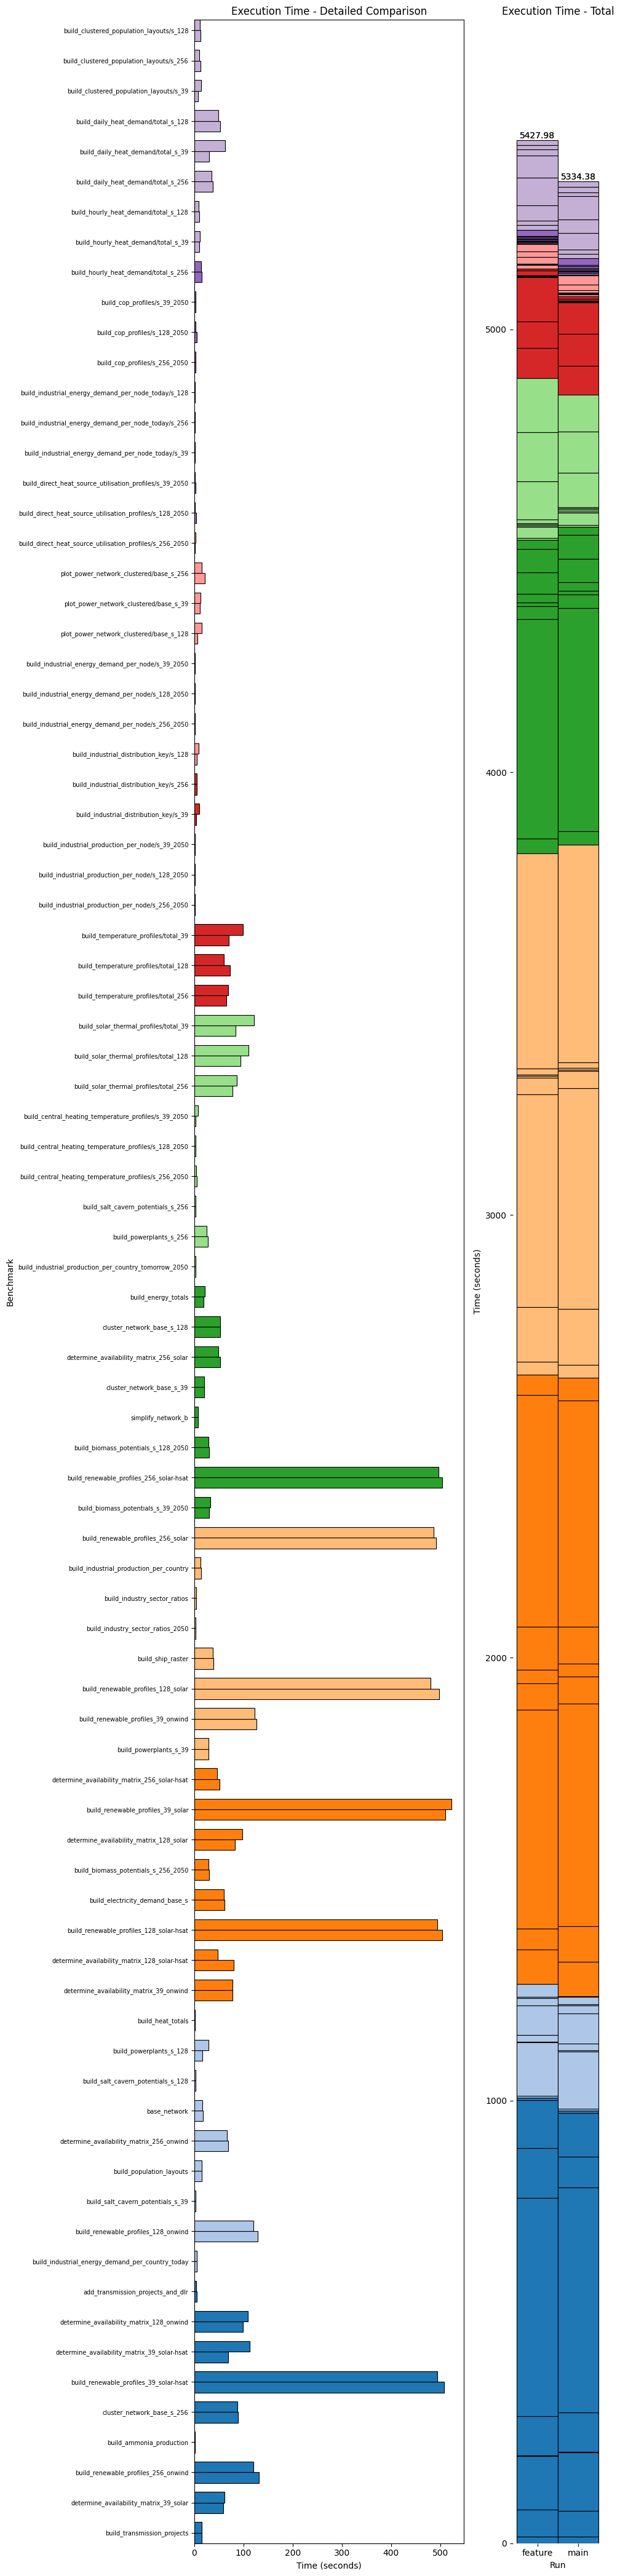 Execution Time - Detailed Comparison
build_clustered_population_layouts/s_128
build_clustered_population_layouts/s_256
build_clustered_population_layouts/s_39
build_daily_heat_demand/total_s_128
build_daily_heat_demand/total_s_39
build_daily_heat_demand/total_s_256
build_hourly_heat_demand/total_s_128
build_hourly_heat_demand/total_s_39
build_hourly_heat_demand/total_s_256
build_cop_profiles/s_39_2050
build_cop_profiles/s_128_2050
build_cop_profiles/s_256_2050
build_industrial_energy_demand_per_node_today/s_128
build_industrial_energy_demand_per_node_today/s_256
build_industrial_energy_demand_per_node_today/s_39
build_direct_heat_source_utilisation_profiles/s_39_2050
build_direct_heat_source_utilisation_profiles/s_128_2050
build_direct_heat_source_utilisation_profiles/s_256_2050
plot_power_network_clustered/base_s_256
plot_power_network_clustered/base_s_39
plot_power_network_clustered/base_s_128
build_industrial_energy_demand_per_node/s_39_2050
build_industrial_energy_demand_per_node/s_128_2050
build_industrial_energy_demand_per_node/s_256_2050
build_industrial_distribution_key/s_128
build_industrial_distribution_key/s_256
build_industrial_distribution_key/s_39
build_industrial_production_per_node/s_39_2050
build_industrial_production_per_node/s_128_2050
build_industrial_production_per_node/s_256_2050
build_temperature_profiles/total_39
build_temperature_profiles/total_128
build_temperature_profiles/total_256
build_solar_thermal_profiles/total_39
build_solar_thermal_profiles/total_128
build_solar_thermal_profiles/total_256
build_central_heating_temperature_profiles/s_39_2050
build_central_heating_temperature_profiles/s_128_2050
build_central_heating_temperature_profiles/s_256_2050
build_salt_cavern_potentials_s_256
build_powerplants_s_256
build_industrial_production_per_country_tomorrow_2050
build_energy_totals
cluster_network_base_s_128
determine_availability_matrix_256_solar
cluster_network_base_s_39
simplify_network_b
build_biomass_potentials_s_128_2050
build_renewable_profiles_256_solar-hsat
build_biomass_potentials_s_39_2050
build_renewable_profiles_256_solar
build_industrial_production_per_country
build_industry_sector_ratios
build_industry_sector_ratios_2050
build_ship_raster
build_renewable_profiles_128_solar
build_renewable_profiles_39_onwind
build_powerplants_s_39
determine_availability_matrix_256_solar-hsat
build_renewable_profiles_39_solar
determine_availability_matrix_128_solar
build_biomass_potentials_s_256_2050
build_electricity_demand_base_s
build_renewable_profiles_128_solar-hsat
determine_availability_matrix_128_solar-hsat
determine_availability_matrix_39_onwind
build_heat_totals
build_powerplants_s_128
build_salt_cavern_potentials_s_128
base_network
determine_availability_matrix_256_onwind
build_population_layouts
build_salt_cavern_potentials_s_39
build_renewable_profiles_128_onwind
build_industrial_energy_demand_per_country_today
add_transmission_projects_and_dlr
determine_availability_matrix_128_onwind
determine_availability_matrix_39_solar-hsat
build_renewable_profiles_39_solar-hsat
cluster_network_base_s_256
build_ammonia_production
build_renewable_profiles_256_onwind
determine_availability_matrix_39_solar
build_transmission_projects
Benchmark
0 100 200 300 400 500
Time (seconds)
Execution Time - Total
5427.98
5334.38
5000
4000
3000
2000
1000
0
Time (seconds)
feature main
Run